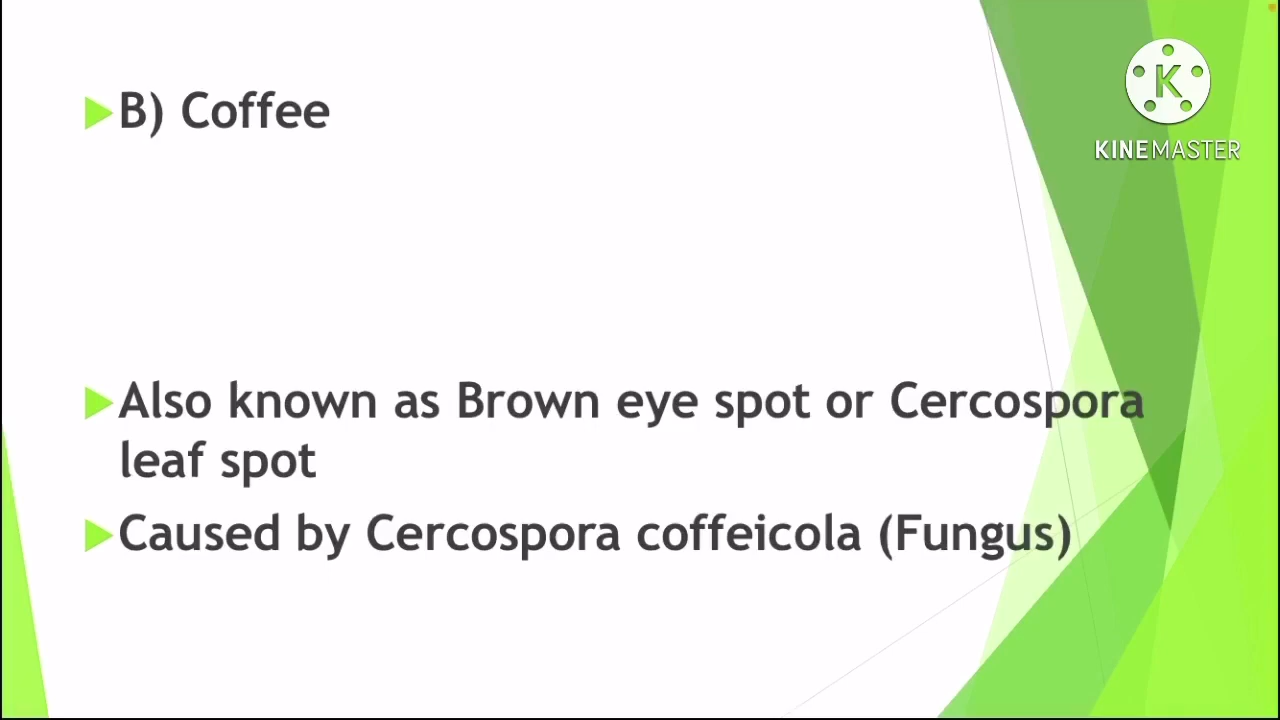 B) Coffee
K
KINEMASTER
Also known as Brown eye spot or Cercospora
leaf spot
Caused by Cercospora coffeicola (Fungus)